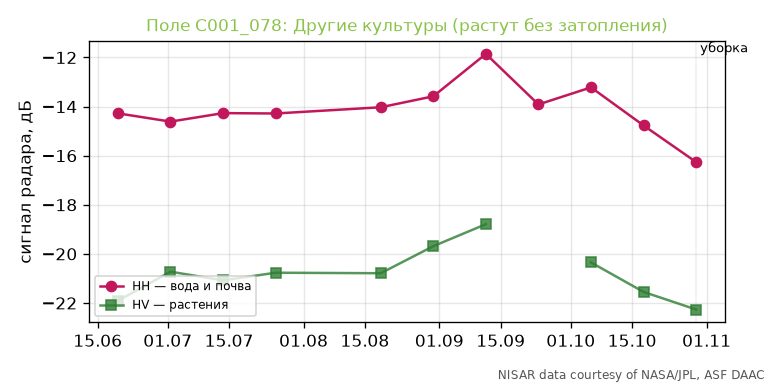 Поле C001_078: Другие культуры (растут без затопления)
уборка
сигнал радара, дБ
−12
−14
−16
−18
−20
−22
HH — вода и почва
HV — растения
15.06 01.07 15.07 01.08 15.08 01.09 15.09 01.10 15.10 01.11
NISAR data courtesy of NASA/JPL, ASF DAAC